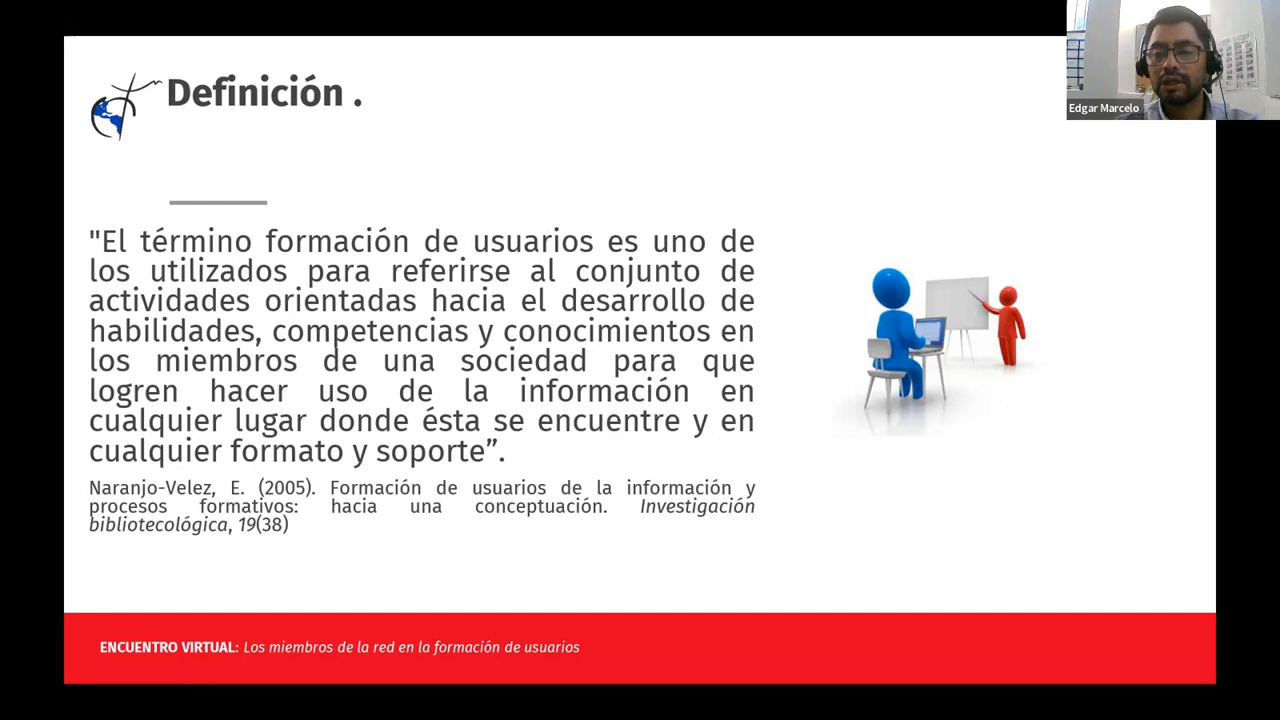 Definición .
Edgar Marcelo
"El término formación de usuarios es uno de
los utilizados para referirse al conjunto de
actividades orientadas hacia el desarrollo de
habilidades, competencias y conocimientos en
los miembros de una sociedad para que
logren hacer uso de la información en
cualquier lugar donde ésta se encuentre y en
cualquier formato y soporte”.
Naranjo-Velez, E. (2005). Formación de usuarios de la información y
procesos formativos: hacia una conceptuación. Investigación
bibliotecológica, 19(38)
ENCUENTRO VIRTUAL: Los miembros de la red en la formación de usuarios